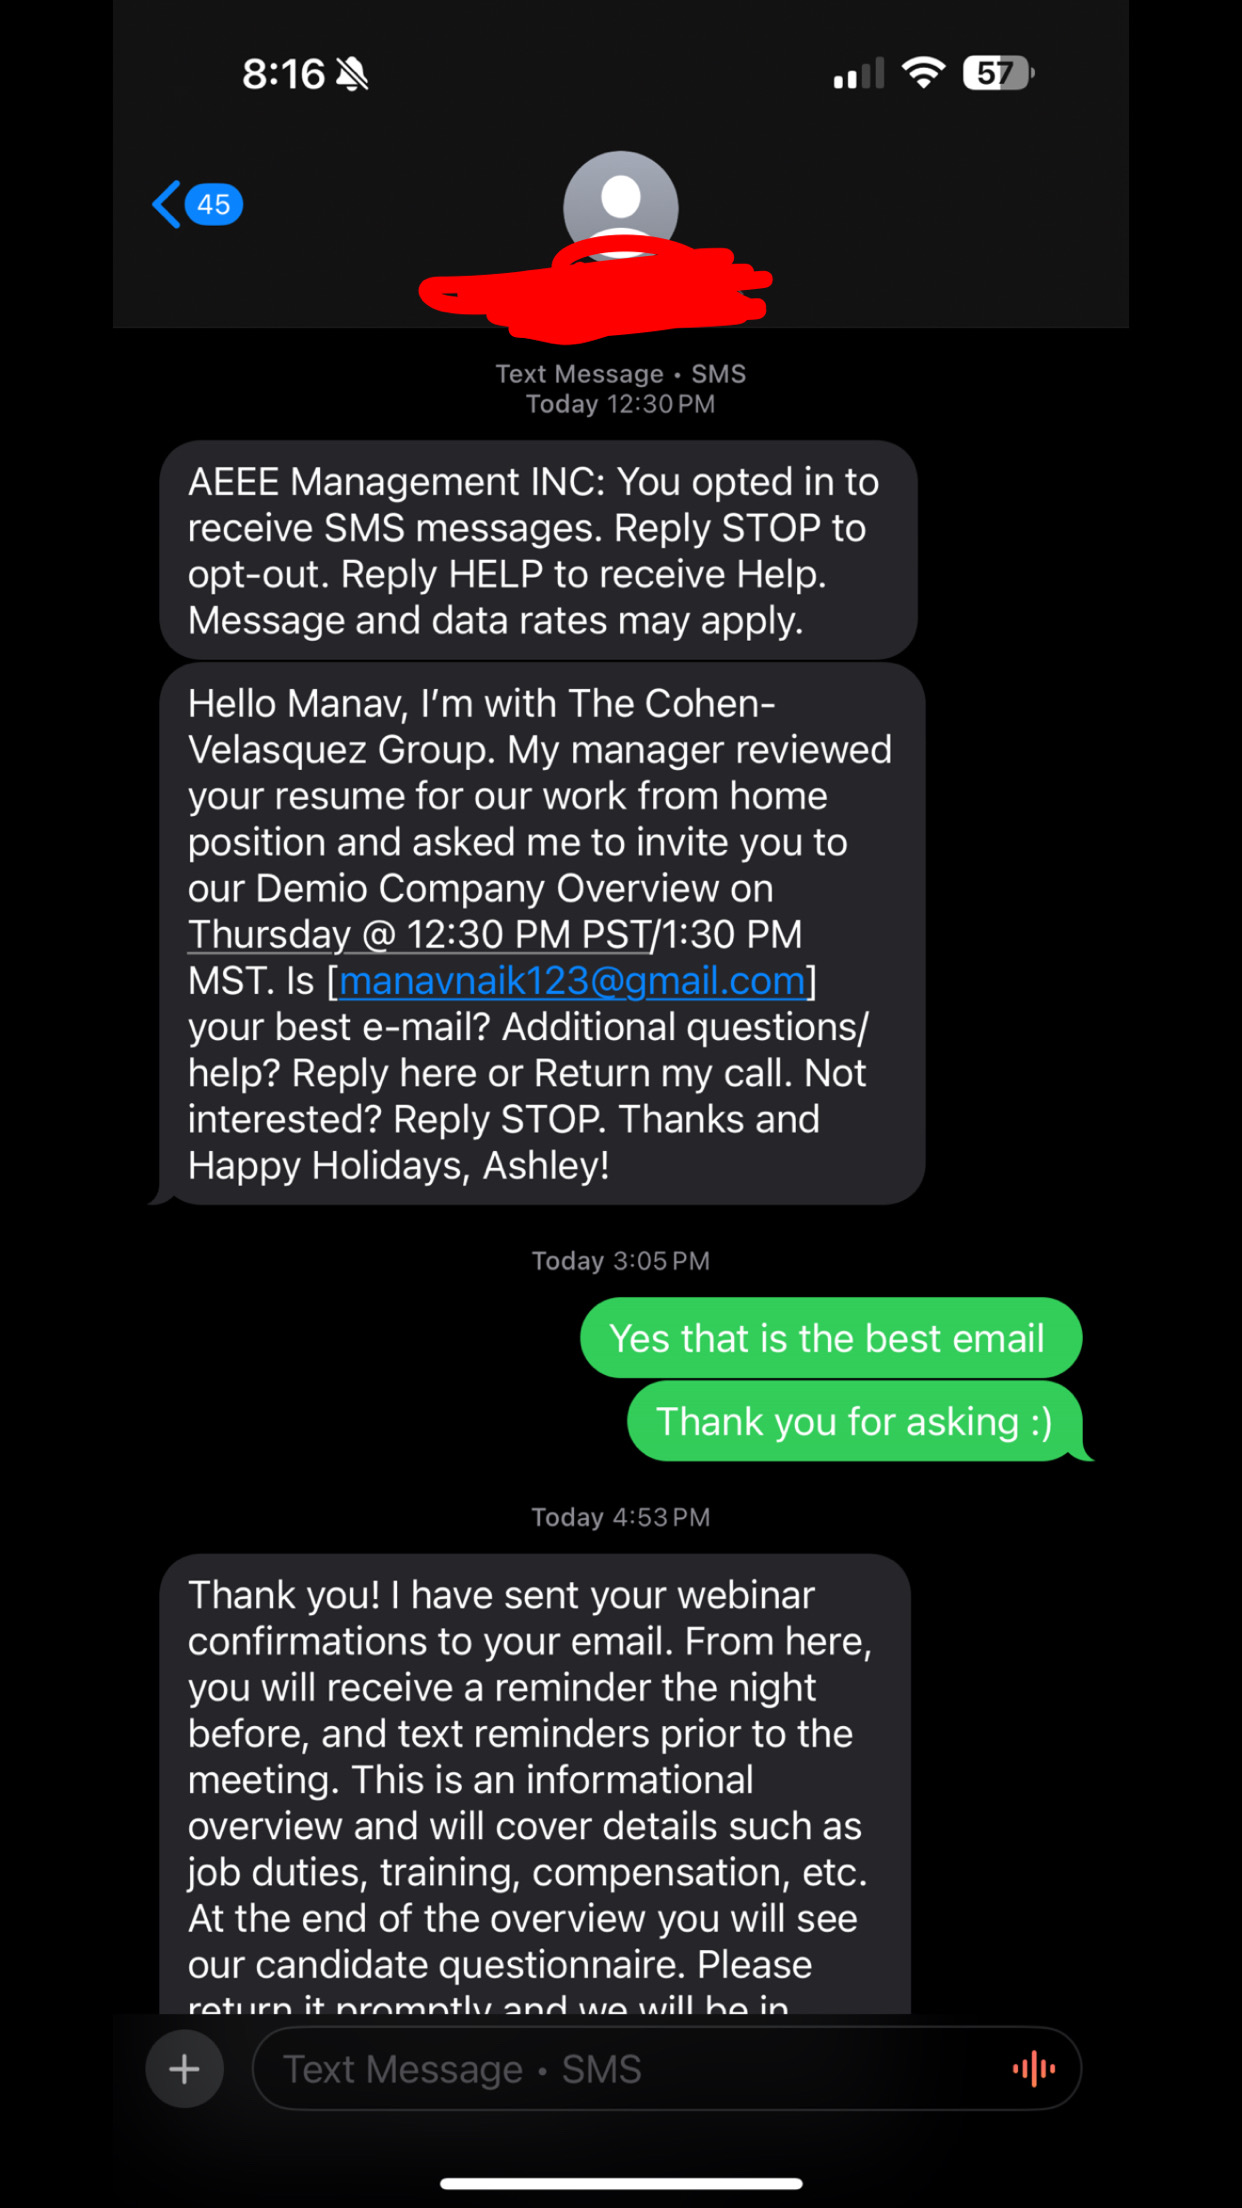 8:16
57
45
Text Message • SMS
Today 12:30 PM
AEEE Management INC: You opted in to
receive SMS messages. Reply STOP to
opt-out. Reply HELP to receive Help.
Message and data rates may apply.
Hello Manav, I'm with The Cohen-
Velasquez Group. My manager reviewed
your resume for our work from home
position and asked me to invite you to
our Demio Company Overview on
Thursday @ 12:30 PM PST/1:30 PM
MST. Is [manavnaik123@gmail.com]
your best e-mail? Additional questions/
help? Reply here or Return my call. Not
interested? Reply STOP. Thanks and
Happy Holidays, Ashley!
Today 3:05 PM
Yes that is the best email
Thank you for asking :)
Today 4:53 PM
Thank you! I have sent your webinar
confirmations to your email. From here,
you will receive a reminder the night
before, and text reminders prior to the
meeting. This is an informational
overview and will cover details such as
job duties, training, compensation, etc.
At the end of the overview you will see
our candidate questionnaire. Please
return it promptly and we will be in
Text Message • SMS